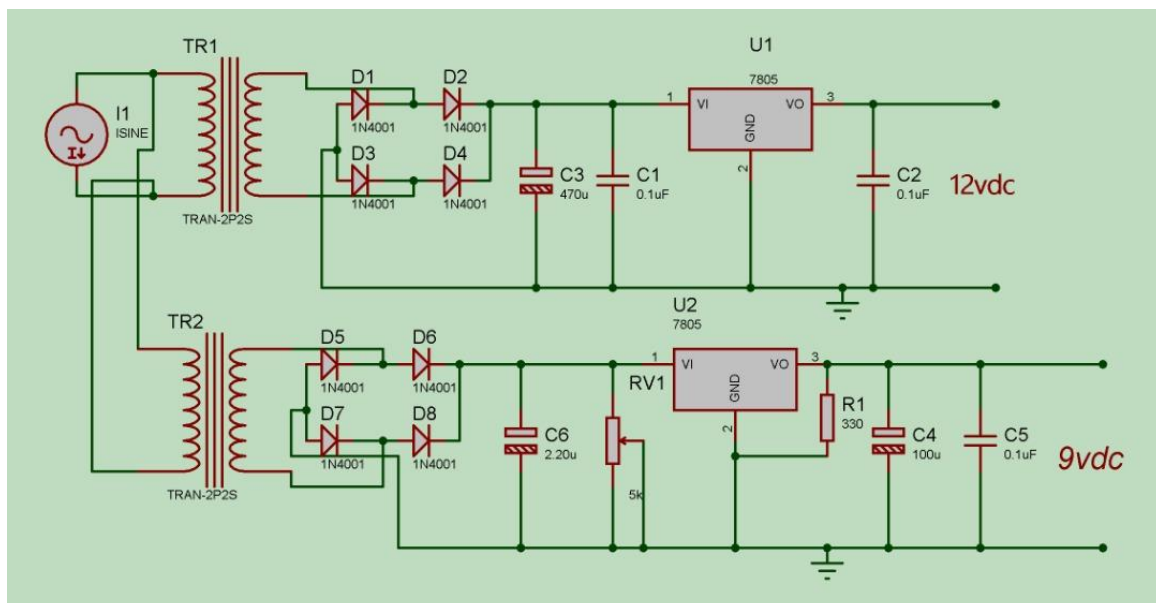 TR1
TRAN-2P2S
I1
ISINE
D1
1N4001
D2
1N4001
D3
1N4001
D4
1N4001
C3
470u
C1
0.1uF
U1
7805
1
VI
VO
3
GND
2
C2
0.1uF
12vdc
TR2
TRAN-2P2S
D5
1N4001
D6
1N4001
D7
1N4001
D8
1N4001
C6
2.20u
RV1
5k
U2
7805
1
VI
VO
3
GND
2
R1
330
C4
100u
C5
0.1uF
9vdc